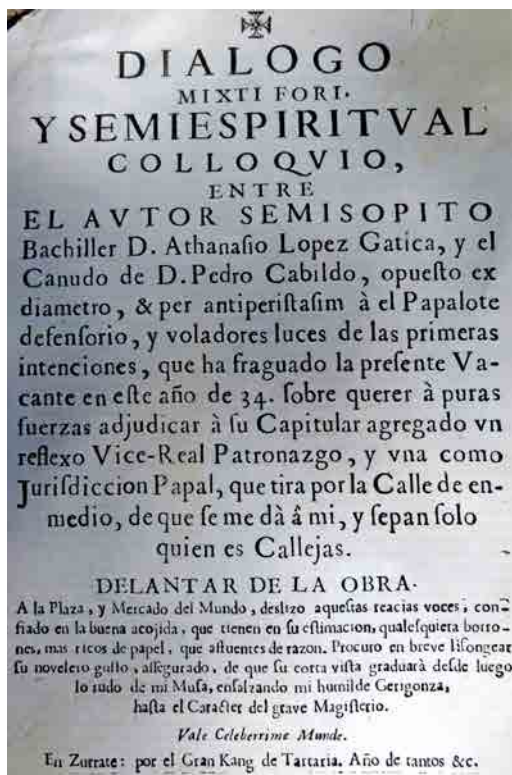 DIALOGO
MIXTI FORI.
Y SEMIESPIRITVAL
COLLOQVIO,
ENTRE
EL AVTOR SEMISOPITO
Bachiller D. Athanaſio Lopez Gatica, y el
Canudo de D. Pedro Cabildo, opueſto ex
diametro, & per antiperiſtaſim à el Papalote
defenſorio, y voladores luces de las primeras
intenciones, que ha fraguado la preſente Va-
cante en eſte año de 34. ſobre querer à puras
fuerzas adjudicar à ſu Capitular agregado vn
reflexo Vice-Real Patronazgo, y vna como
Juriſdiccion Papal, que tira por la Calle de en-
medio, de que ſe me dà â mi, y ſepan ſolo
quien es Callejas.
DELANTAR DE LA OBRA.
A la Plaza, y Mercado del Mundo, deslizo aqueſtas reacias voces, con-
fiado en la buena acojida, que tienen en ſu eſtimacion, qualeſquiera borro-
nes, mas ricos de papel, que afluentes de razon. Procuro en breve liſongear
ſu novelero guſto, aſſegurado, de que ſu corta viſta graduarà deſde luego
lo rudo de mi Muſa, enſalzando mi humilde Gerigonza,
haſta el Caracter del grave Magiſterio.
Vale Celeberrime Munde.
En Zurrate: por el Gran Kang de Tartaria. Año de tantos &c.